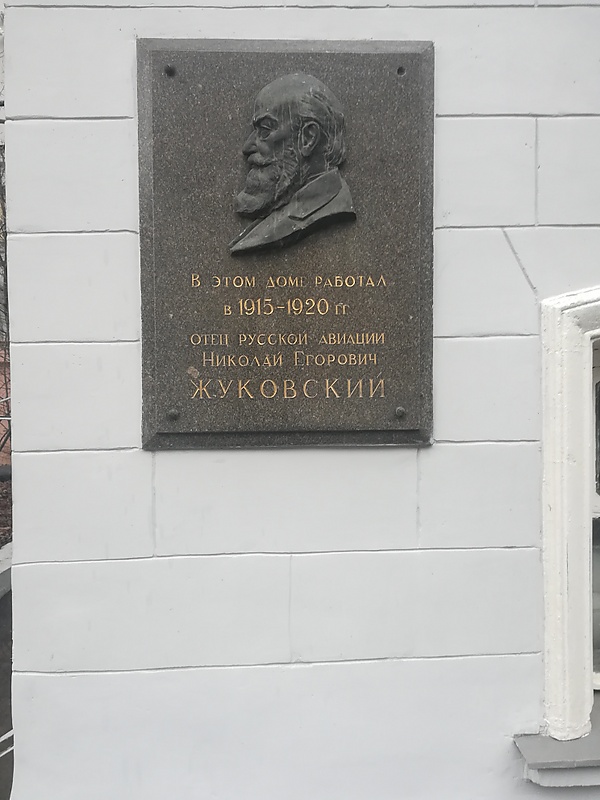 В ЭТОМ ДОМЕ РАБОТАЛ
В 1915-1920 ГГ
ОТЕЦ РУССКОЙ АВИАЦИИ
НИКОЛАЙ ЕГОРОВИЧ
ЖУКОВСКИЙ